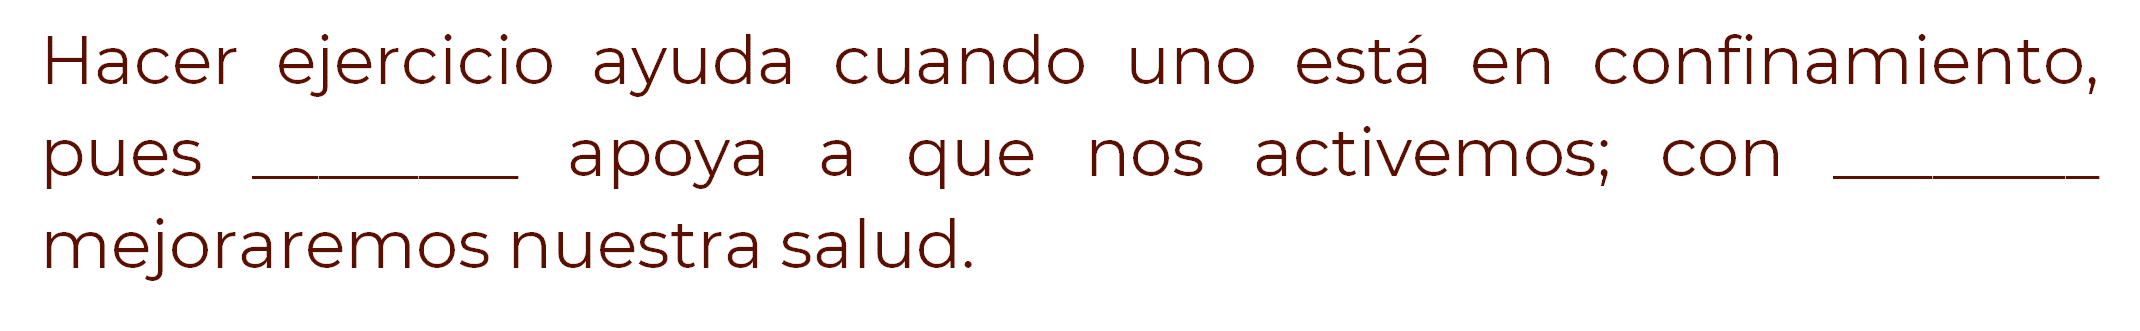 Hacer ejercicio ayuda cuando uno está en confinamiento,
pues ________ apoya a que nos activemos; con ________
mejoraremos nuestra salud.